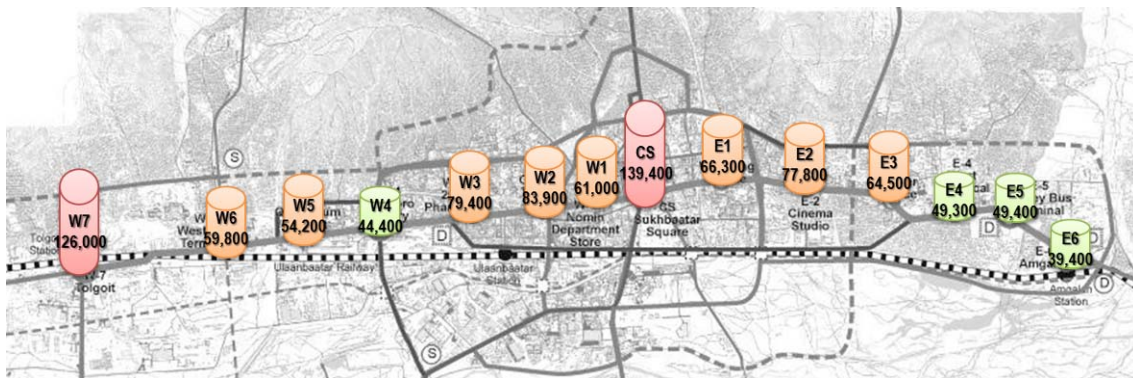 W7
126,000
W6
59,800
W5
54,200
W4
44,400
W3
79,400
W2
83,900
W1
61,000
CS
139,400
E1
66,300
E2
77,800
E3
64,500
E4
49,300
E5
49,400
E6
39,400
S
D
Nomin
Department
Store
CS
Sukhbaatar
Square
E-2
Cinema
Studio
E-4
E-5
D
D
Station
Tolgoit
Ulaanbaatar Railway
Ulaanbaatar
Station
Amgalan
Station
D
S